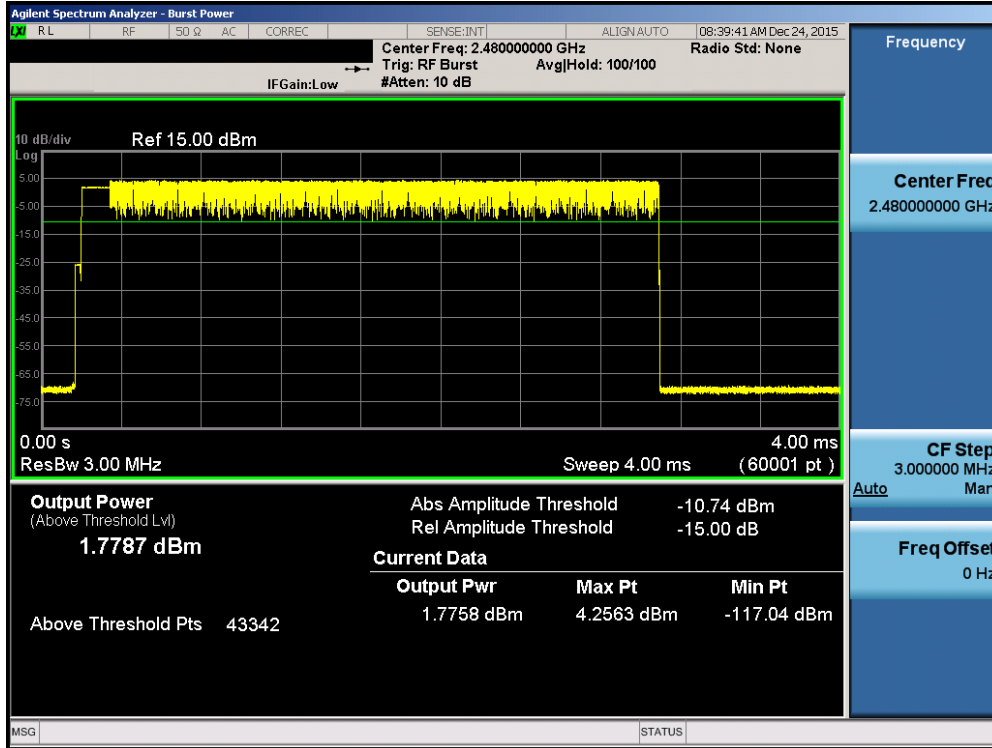 Agilent Spectrum Analyzer - Burst Power
LXI RL RF 50 Ω AC CORREC SENSE:INT ALIGN AUTO 08:39:41 AM Dec 24, 2015
Center Freq: 2.480000000 GHz Radio Std: None
Trig: RF Burst Avg|Hold: 100/100
IFGain:Low #Atten: 10 dB
Frequency
10 dB/div Ref 15.00 dBm
Log
5.00
-5.00
-15.0
-25.0
-35.0
-45.0
-55.0
-65.0
-75.0
0.00 s 4.00 ms
ResBw 3.00 MHz Sweep 4.00 ms (60001 pt)
Center Freq
2.480000000 GHz
CF Step
3.000000 MHz
Auto Man
Freq Offset
0 Hz
Output Power
(Above Threshold Lvl)
1.7787 dBm
Above Threshold Pts 43342
Abs Amplitude Threshold -10.74 dBm
Rel Amplitude Threshold -15.00 dB
Current Data
Output Pwr Max Pt Min Pt
1.7758 dBm 4.2563 dBm -117.04 dBm
MSG STATUS